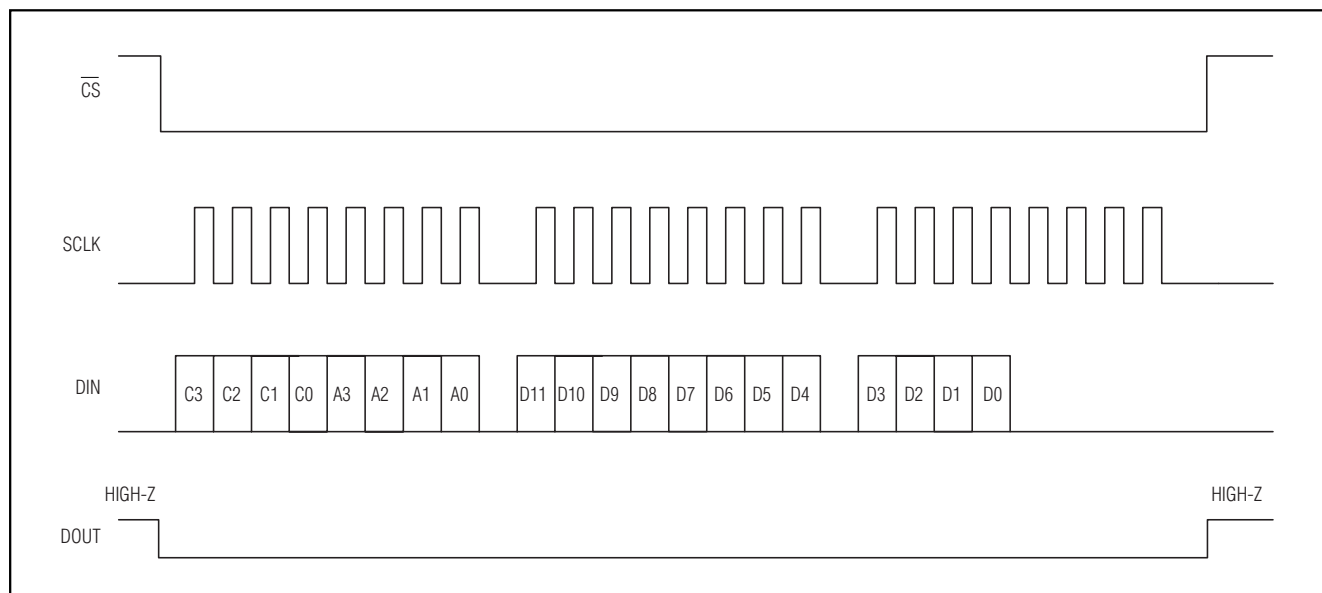 C̅S̅
SCLK
DIN C3 C2 C1 C0 A3 A2 A1 A0 D11 D10 D9 D8 D7 D6 D5 D4 D3 D2 D1 D0
HIGH-Z HIGH-Z
DOUT